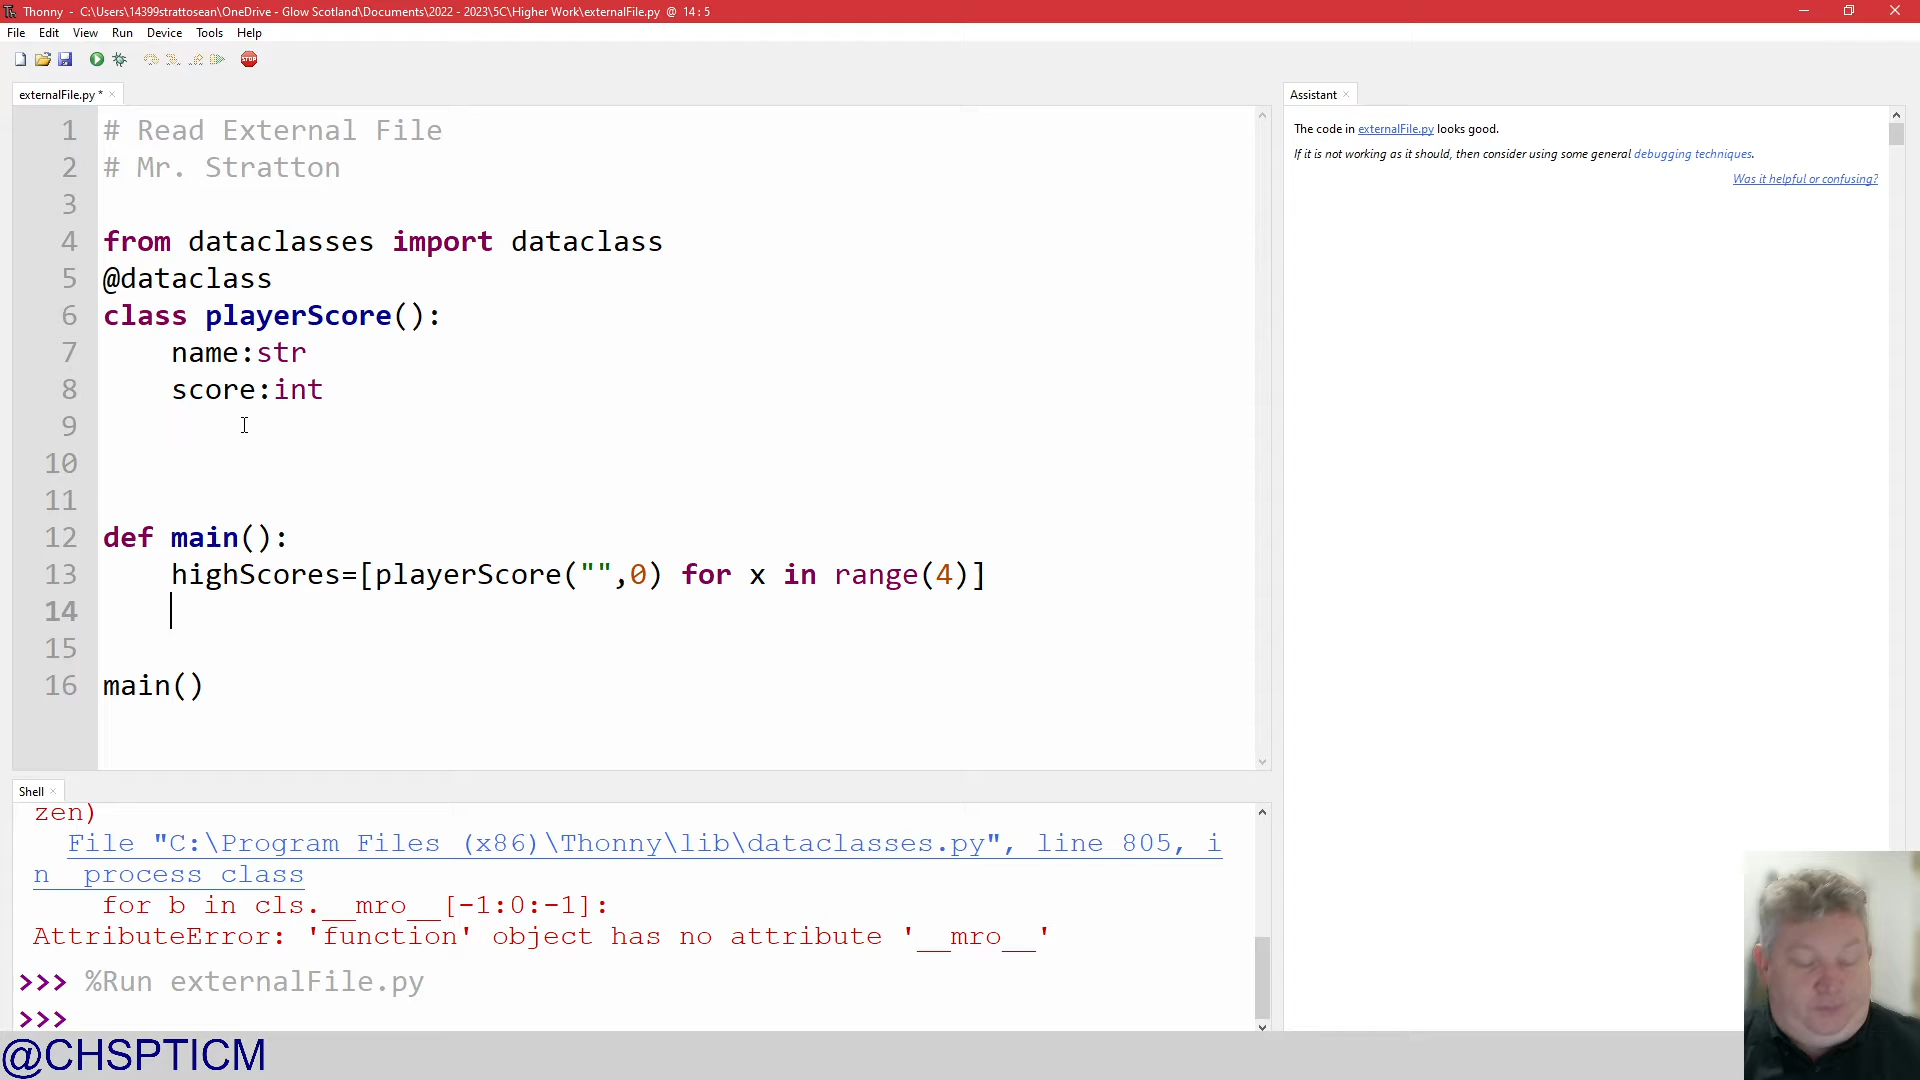 Thonny - C:\Users\14399strattosean\OneDrive - Glow Scotland\Documents\2022 - 2023\5C\Higher Work\externalFile.py @ 14 : 5
File Edit View Run Device Tools Help
STOP
externalFile.py * ×
1 # Read External File
2 # Mr. Stratton
3
4 from dataclasses import dataclass
5 @dataclass
6 class playerScore():
7 name:str
8 score:int
9
10
11
12 def main():
13 highScores=[playerScore("",0) for x in range(4)]
14
15
16 main()
Assistant ×
The code in externalFile.py looks good.
If it is not working as it should, then consider using some general debugging techniques.
Was it helpful or confusing?
Shell ×
zen)
File "C:\Program Files (x86)\Thonny\lib\dataclasses.py", line 805, i
n _process_class
for b in cls.__mro__[-1:0:-1]:
AttributeError: 'function' object has no attribute '__mro__'
>>> %Run externalFile.py
>>>
@CHSPTICM